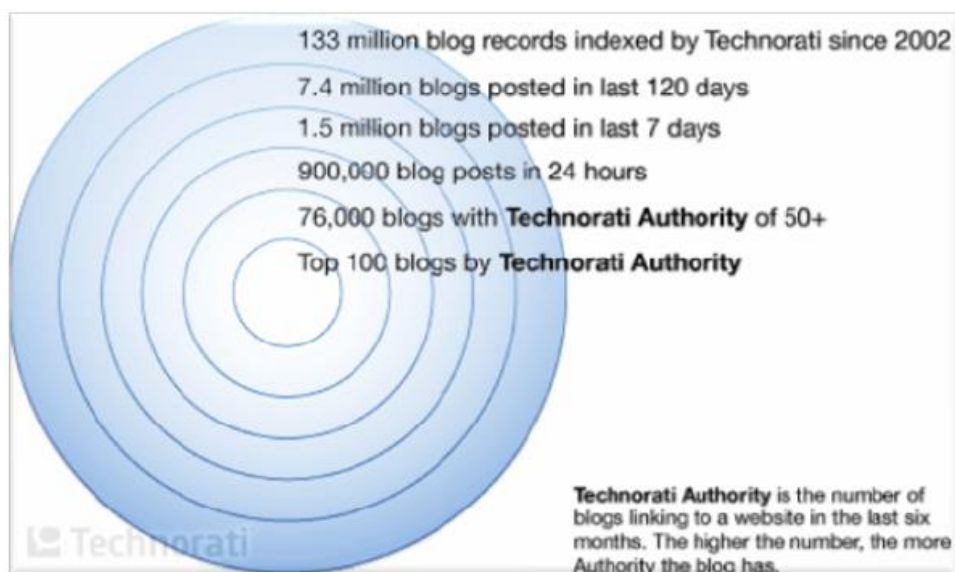 133 million blog records indexed by Technorati since 2002
7.4 million blogs posted in last 120 days
1.5 million blogs posted in last 7 days
900,000 blog posts in 24 hours
76,000 blogs with Technorati Authority of 50+
Top 100 blogs by Technorati Authority
Technorati Authority is the number of
blogs linking to a website in the last six
months. The higher the number, the more
Authority the blog has.
Technorati